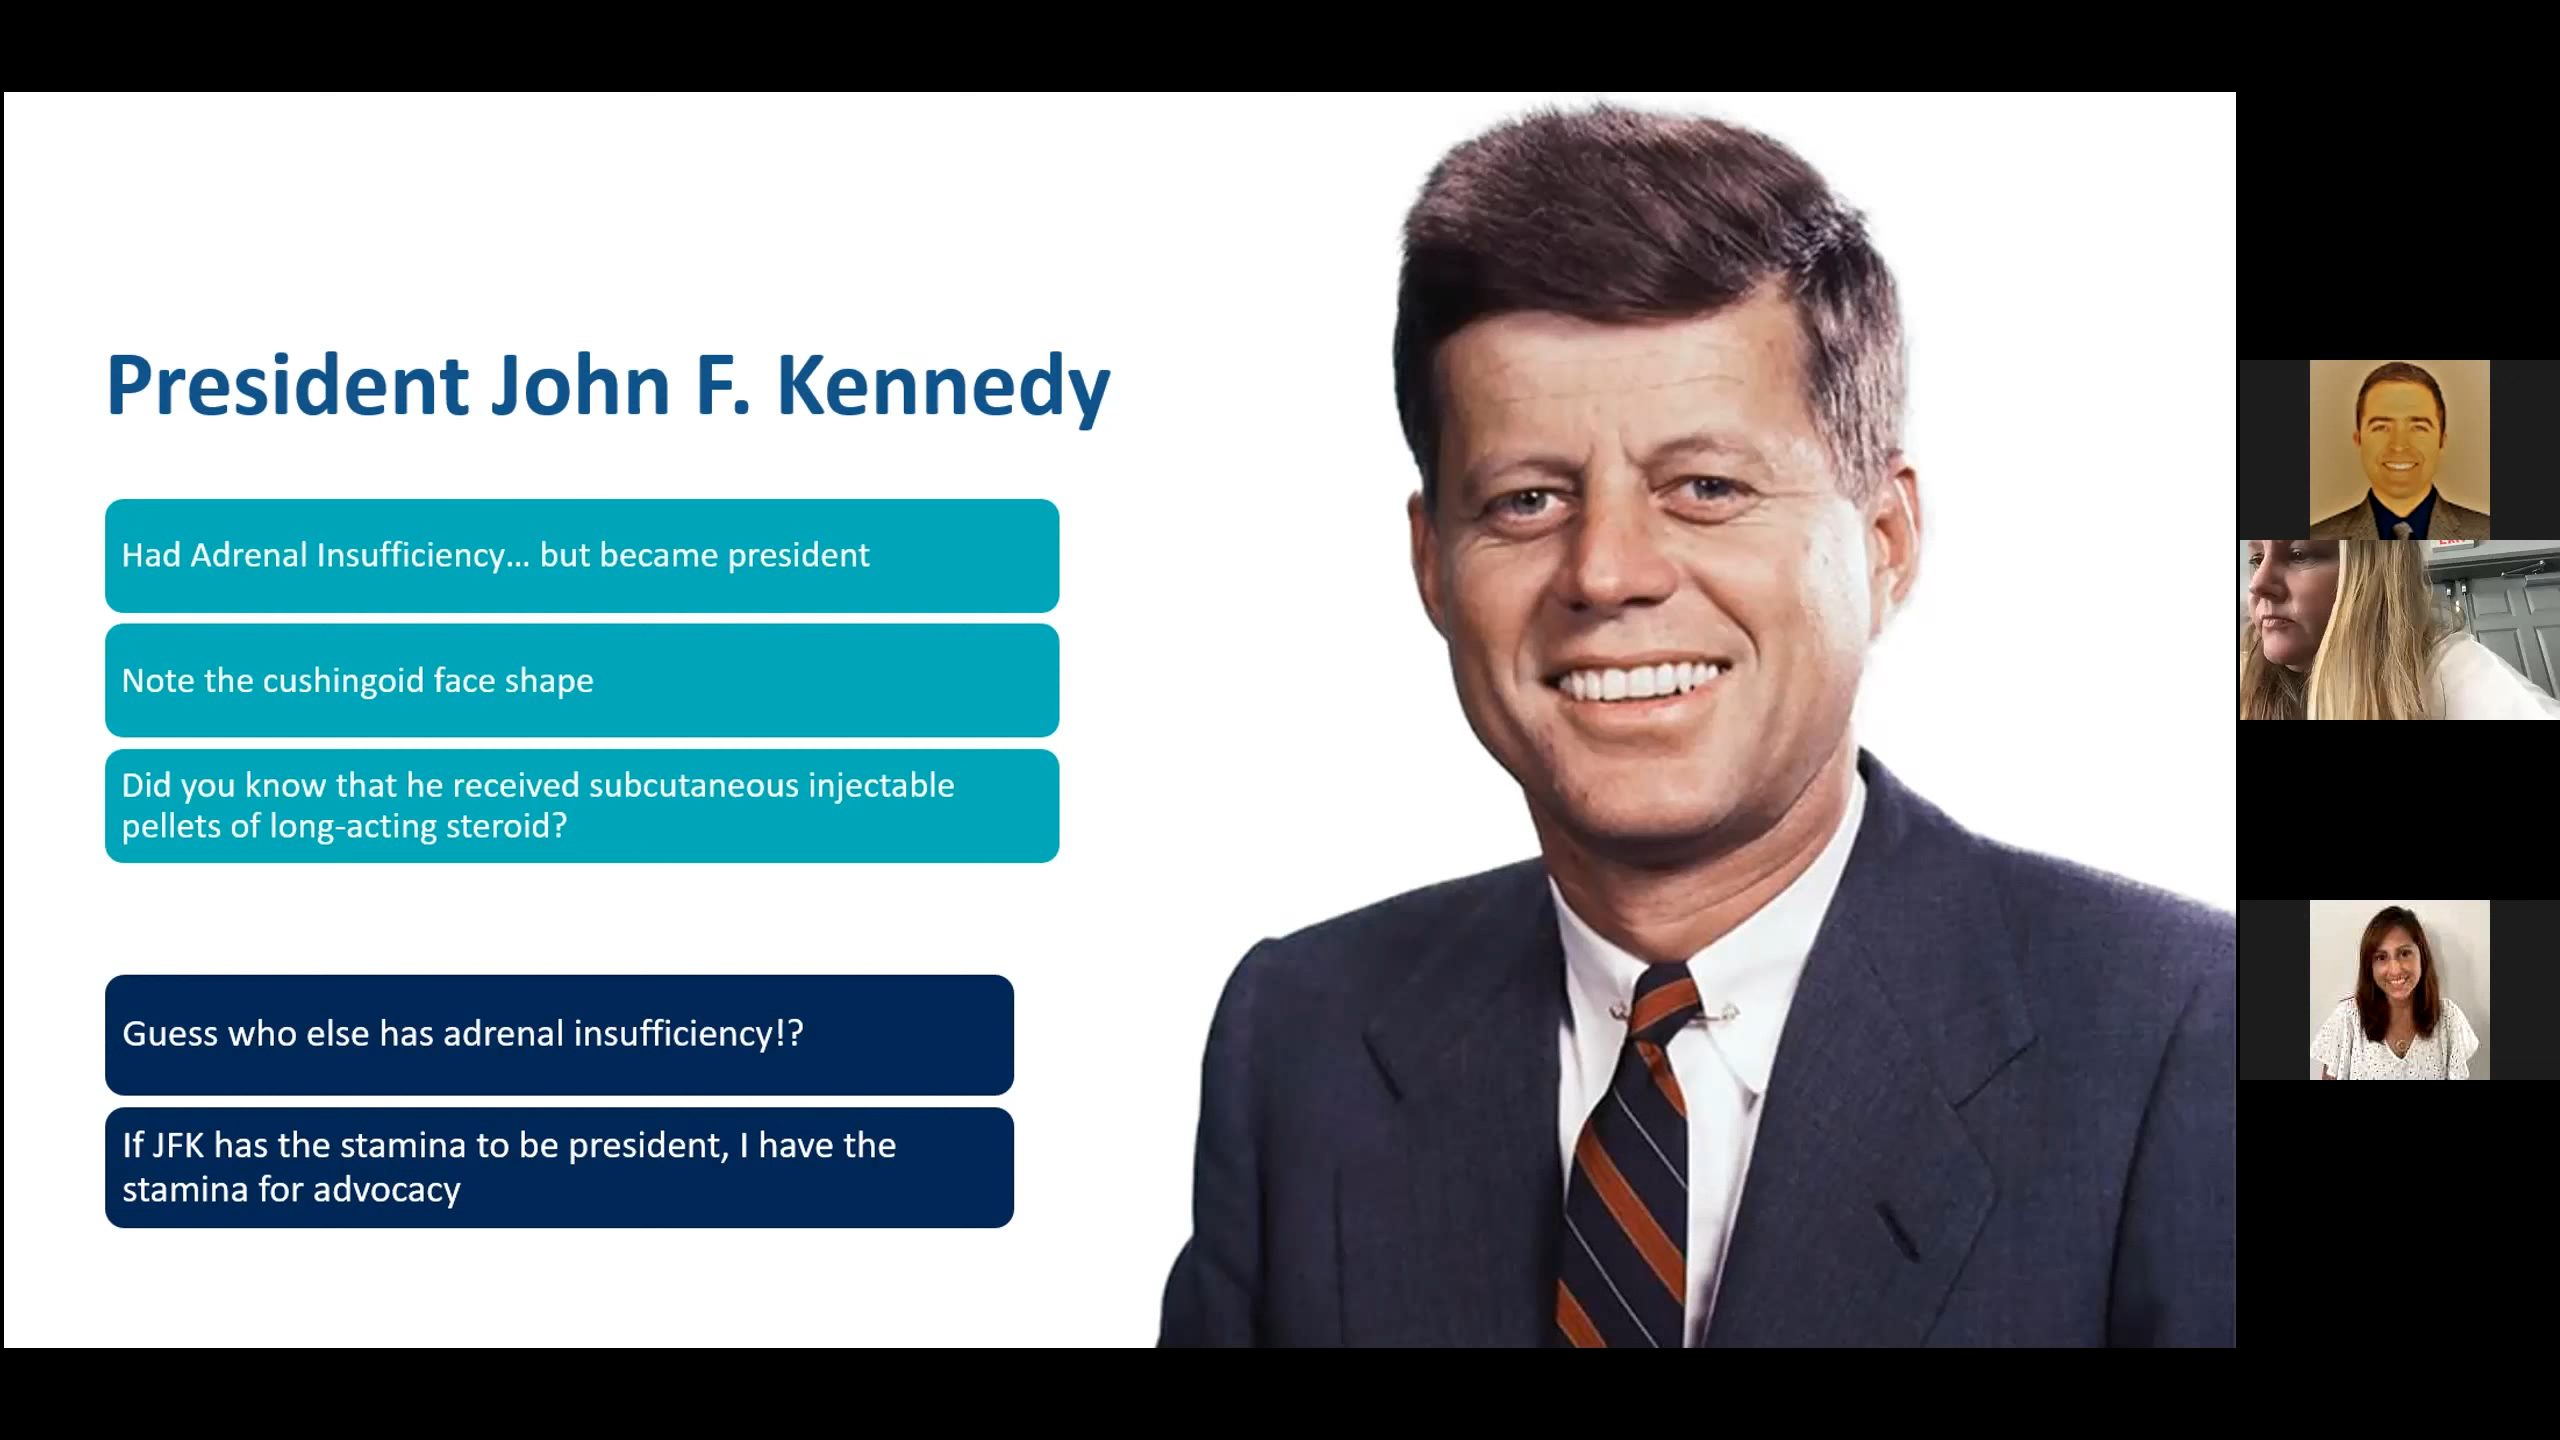 President John F. Kennedy
Had Adrenal Insufficiency... but became president
Note the cushingoid face shape
Did you know that he received subcutaneous injectable
pellets of long-acting steroid?
Guess who else has adrenal insufficiency!?
If JFK has the stamina to be president, I have the
stamina for advocacy